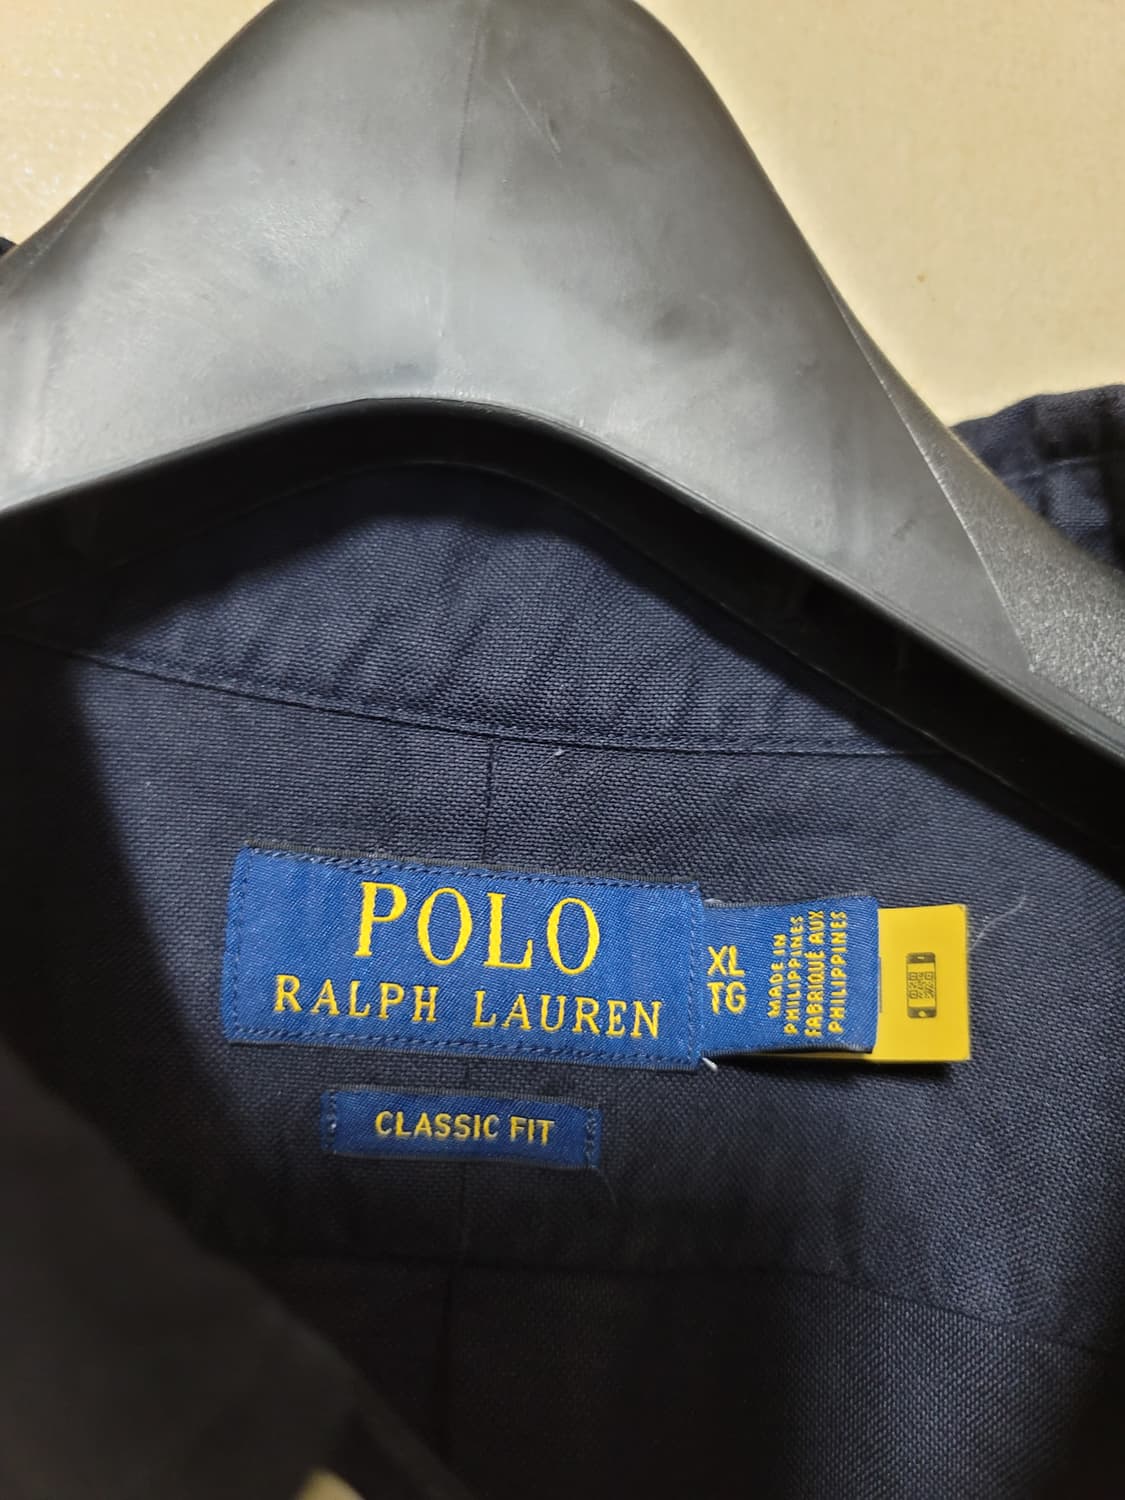 POLO
RALPH LAUREN
XL
TG
MADE IN
PHILIPPINES
FABRIQUÉ AUX
PHILIPPINES
CLASSIC FIT